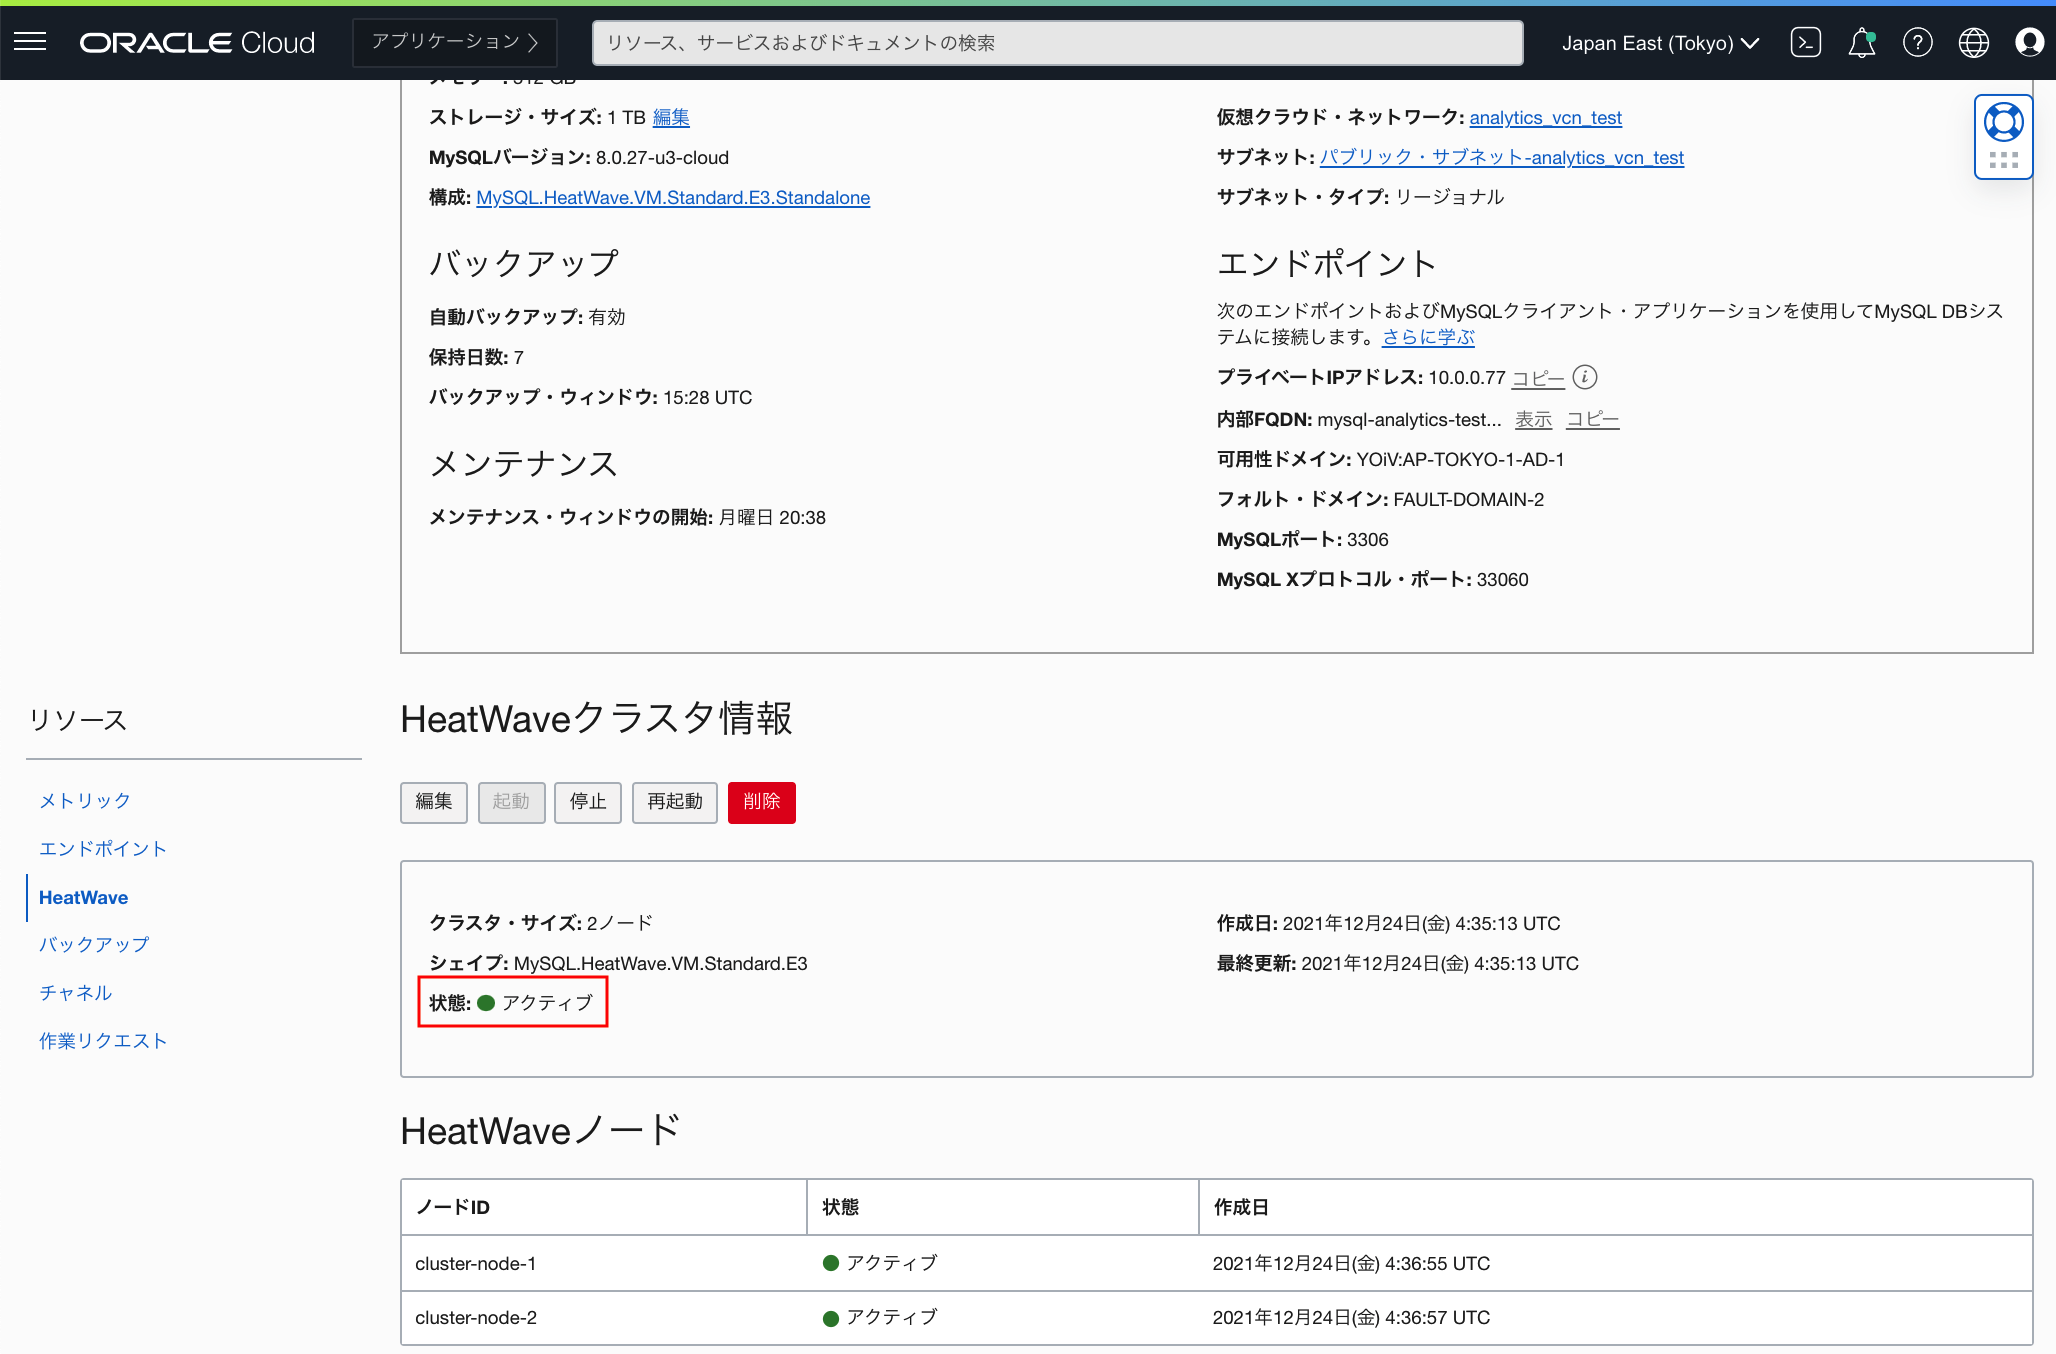 ORACLE Cloud
アプリケーション
リソース、サービスおよびドキュメントの検索
Japan East (Tokyo)
ストレージ・サイズ: 1 TB 編集
MySQLバージョン: 8.0.27-u3-cloud
構成: MySQL.HeatWave.VM.Standard.E3.Standalone
バックアップ
自動バックアップ: 有効
保持日数: 7
バックアップ・ウィンドウ: 15:28 UTC
メンテナンス
メンテナンス・ウィンドウの開始: 月曜日 20:38
仮想クラウド・ネットワーク: analytics_vcn_test
サブネット: パブリック・サブネット-analytics_vcn_test
サブネット・タイプ: リージョナル
エンドポイント
次のエンドポイントおよびMySQLクライアント・アプリケーションを使用してMySQL DBシス
テムに接続します。さらに学ぶ
プライベートIPアドレス: 10.0.0.77 コピー
内部FQDN: mysql-analytics-test... 表示 コピー
可用性ドメイン: YOiV:AP-TOKYO-1-AD-1
フォルト・ドメイン: FAULT-DOMAIN-2
MySQLポート: 3306
MySQL Xプロトコル・ポート: 33060
リソース
メトリック
エンドポイント
HeatWave
バックアップ
チャネル
作業リクエスト
HeatWaveクラスタ情報
編集 起動 停止 再起動 削除
クラスタ・サイズ: 2ノード
シェイプ: MySQL.HeatWave.VM.Standard.E3
状態: アクティブ
作成日: 2021年12月24日(金) 4:35:13 UTC
最終更新: 2021年12月24日(金) 4:35:13 UTC
HeatWaveノード
ノードID 状態 作成日
cluster-node-1 アクティブ 2021年12月24日(金) 4:36:55 UTC
cluster-node-2 アクティブ 2021年12月24日(金) 4:36:57 UTC